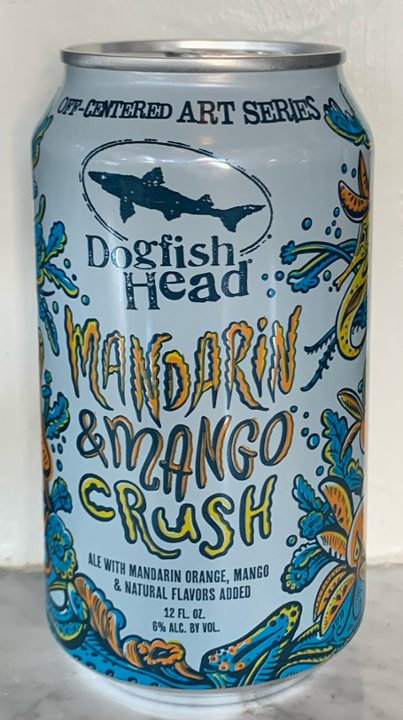 OFF-CENTERED ART SERIES
Dogfish
Head
MANDARIN
& MANGO
CRUSH
ALE WITH MANDARIN ORANGE, MANGO
& NATURAL FLAVORS ADDED
12 FL. OZ.
6% ALC. BY VOL.